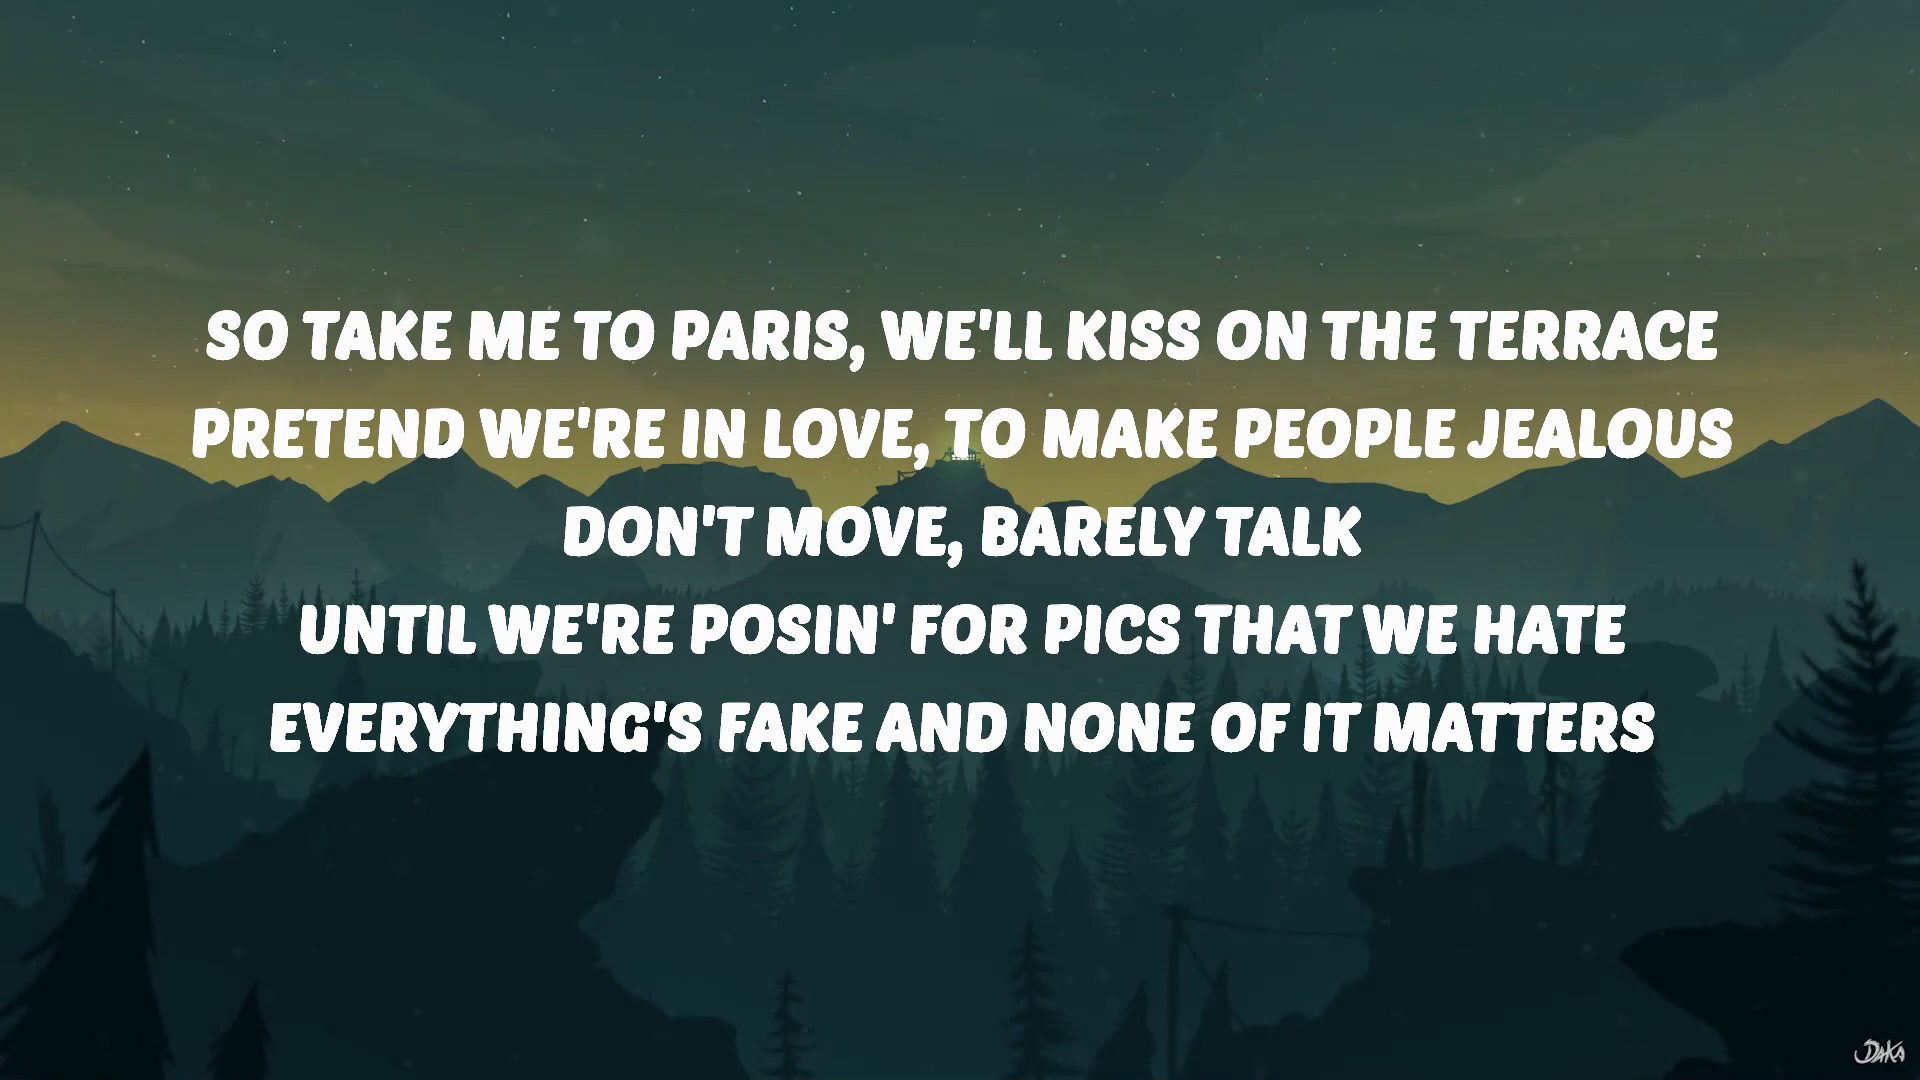 SO TAKE ME TO PARIS, WE'LL KISS ON THE TERRACE
PRETEND WE'RE IN LOVE, TO MAKE PEOPLE JEALOUS
DON'T MOVE, BARELY TALK
UNTIL WE'RE POSIN' FOR PICS THAT WE HATE
EVERYTHING'S FAKE AND NONE OF IT MATTERS
DAKA